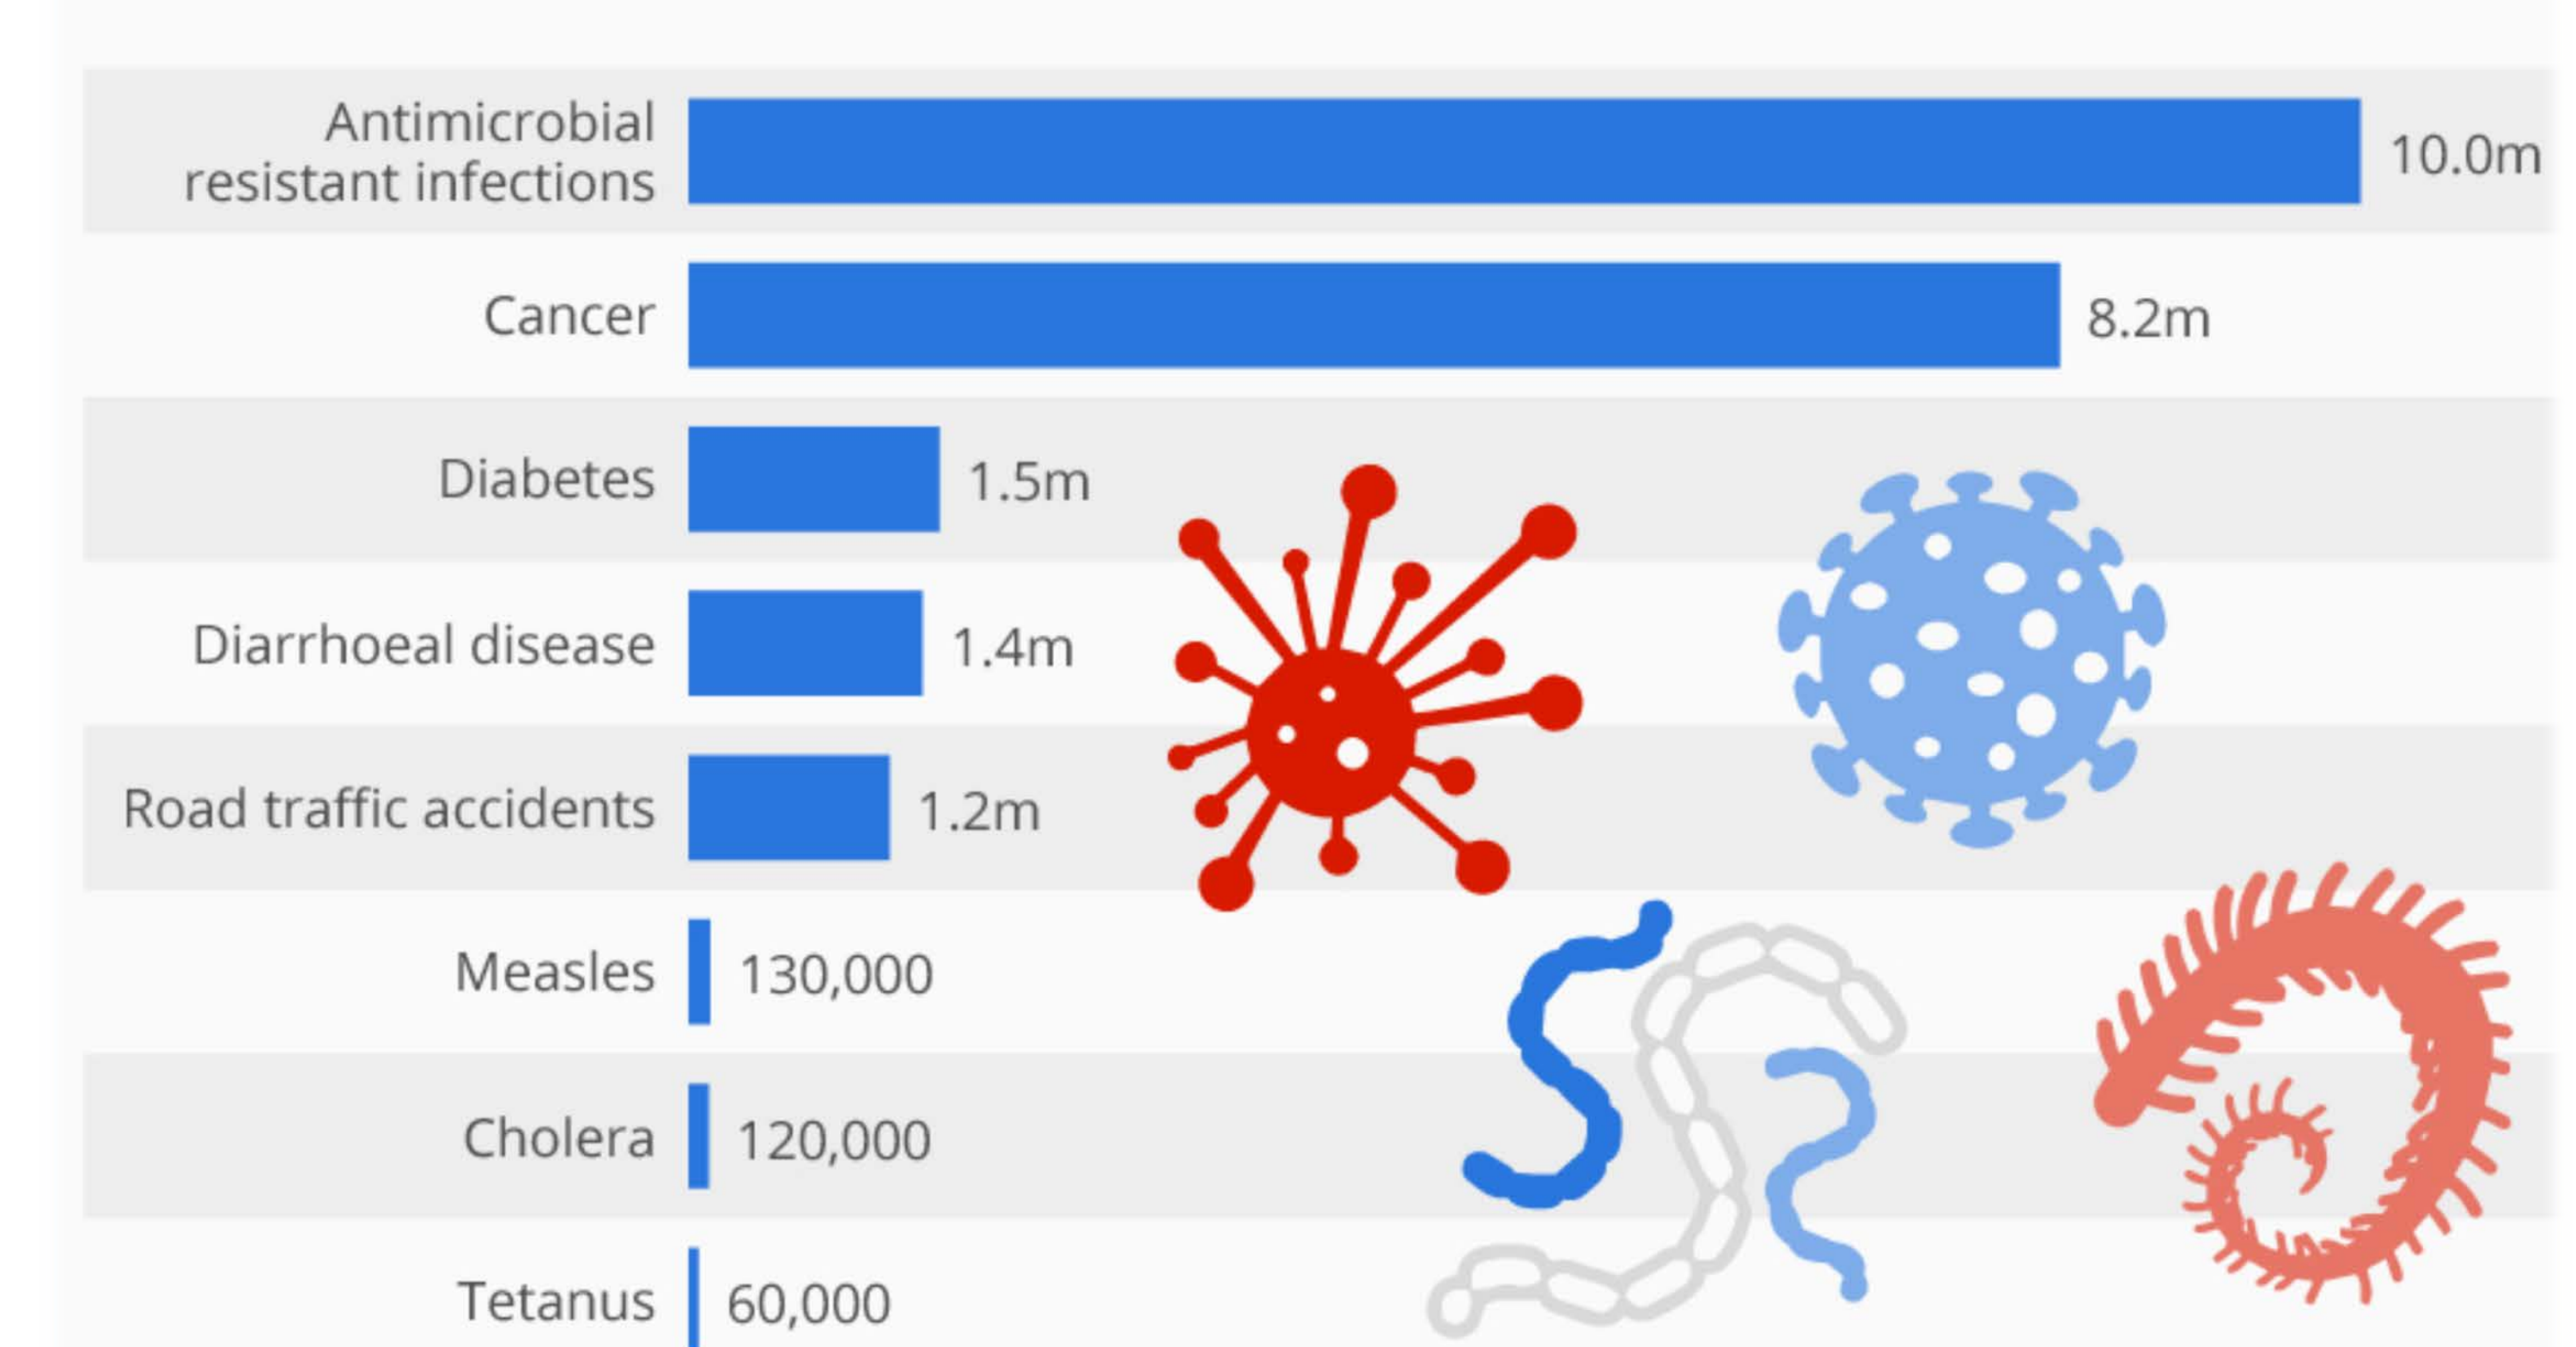 Antimicrobial
resistant infections
10.0m
Cancer
8.2m
Diabetes
1.5m
Diarrhoeal disease
1.4m
Road traffic accidents
1.2m
Measles
130,000
Cholera
120,000
Tetanus
60,000